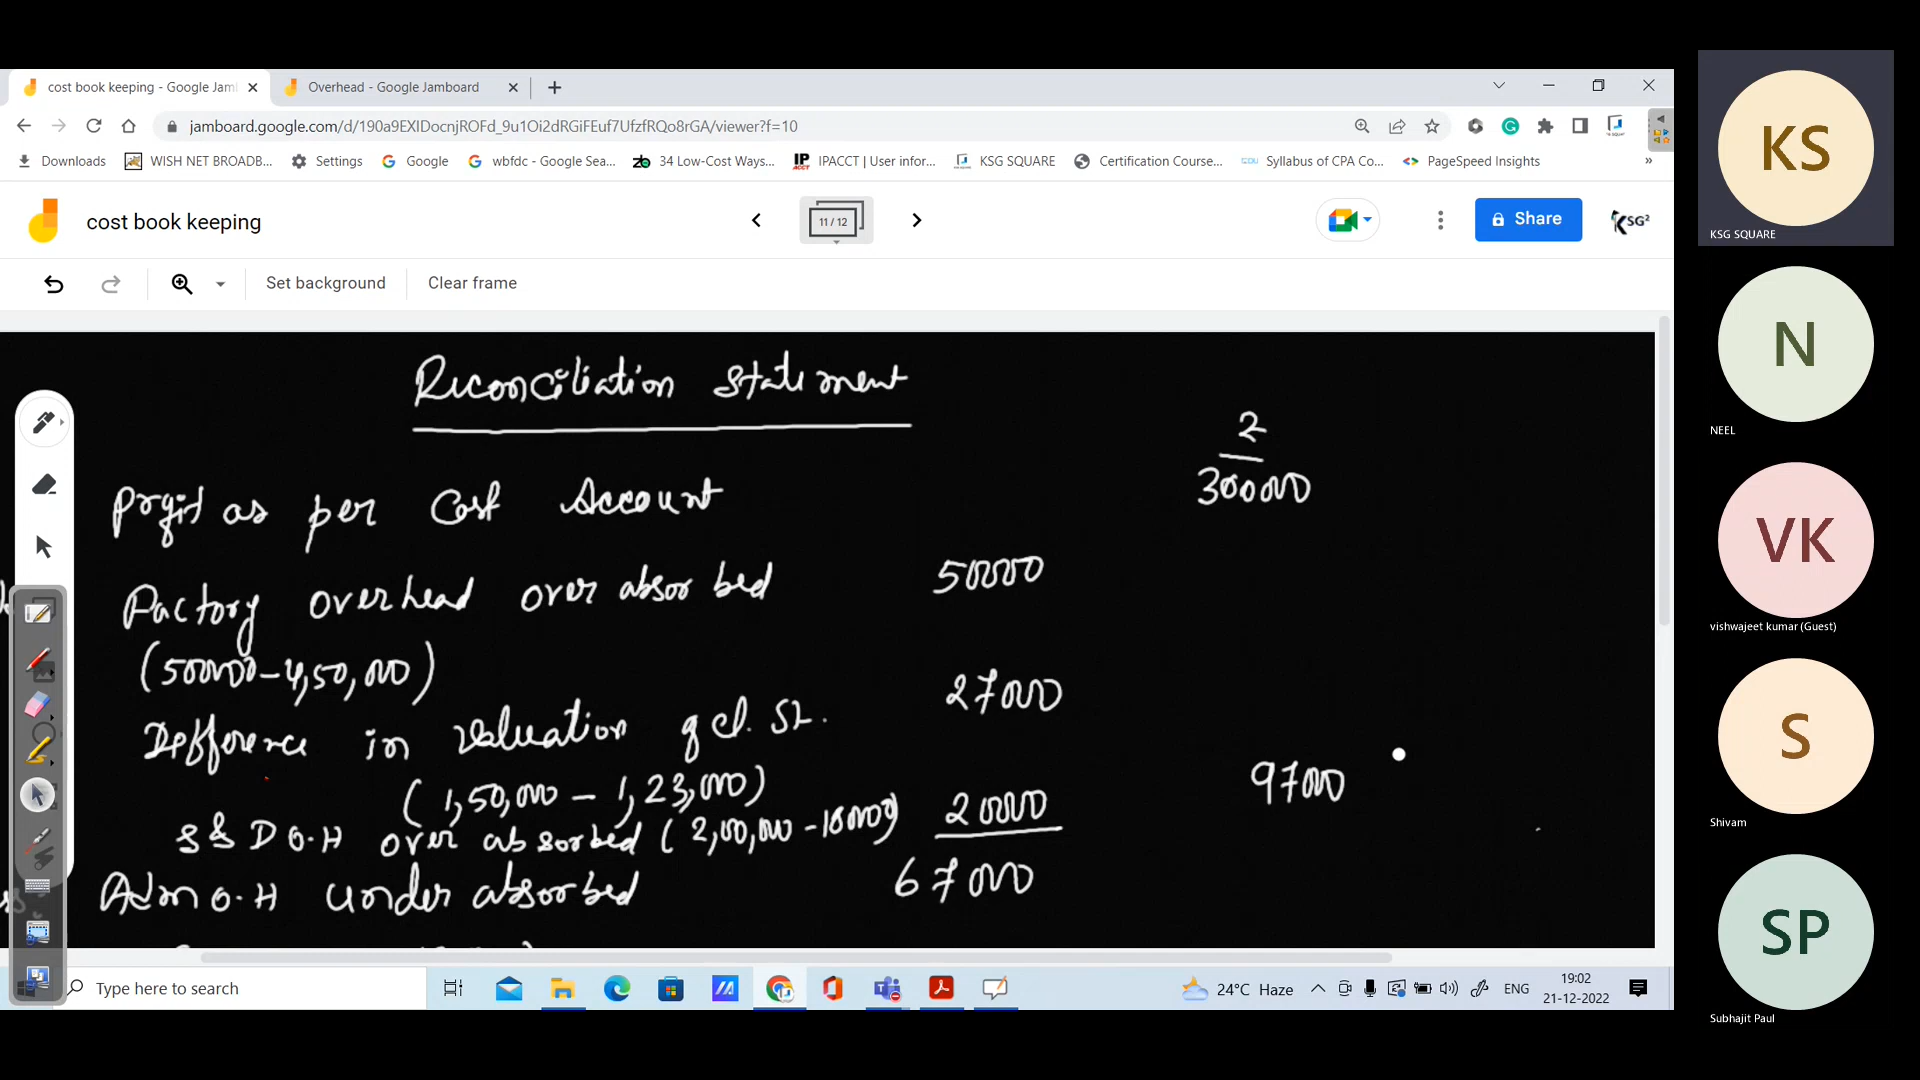 cost book keeping - Google Jaml
Overhead - Google Jamboard
jamboard.google.com/d/190a9EXIDocnjROFd_9u1Oi2dRGiFEuf7UfzfRQo8rGA/viewer?f=10
Downloads
WISH NET BROADB...
Settings
Google
wbfdc - Google Sea...
34 Low-Cost Ways...
IPACCT | User infor...
KSG SQUARE
Certification Course...
Syllabus of CPA Co...
PageSpeed Insights
»
cost book keeping
11 / 12
Share
KSG²
Set background
Clear frame
Reconciliation Statement
2
Profit as per Cost Account
300000
Factory overhead over absorbed 50000
(500000-4,50,000)
Difference in valuation of cl. St. 27000
(1,50,000 - 1,23,000)
97000
S & D O.H over absorbed (2,00,000-180000) 20000
Adm O.H under absorbed
67000
Type here to search
24°C Haze
ENG
19:02
21-12-2022
KS
KSG SQUARE
N
NEEL
VK
vishwajeet kumar (Guest)
S
Shivam
SP
Subhajit Paul